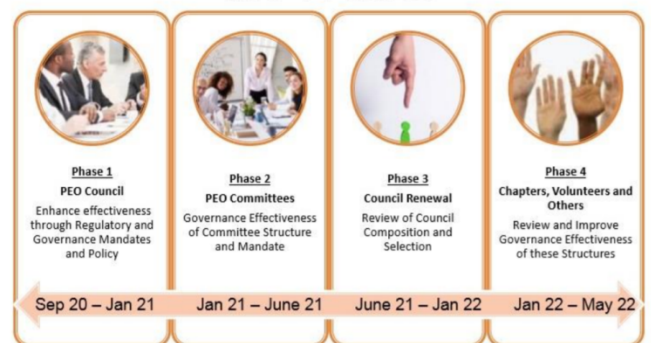 Phase 1
PEO Council
Enhance effectiveness
through Regulatory and
Governance Mandates
and Policy
Phase 2
PEO Committees
Governance Effectiveness
of Committee Structure
and Mandate
Phase 3
Council Renewal
Review of Council
Composition and
Selection
Phase 4
Chapters, Volunteers and
Others
Review and Improve
Governance Effectiveness
of these Structures
Sep 20 – Jan 21
Jan 21 – June 21
June 21 – Jan 22
Jan 22 – May 22